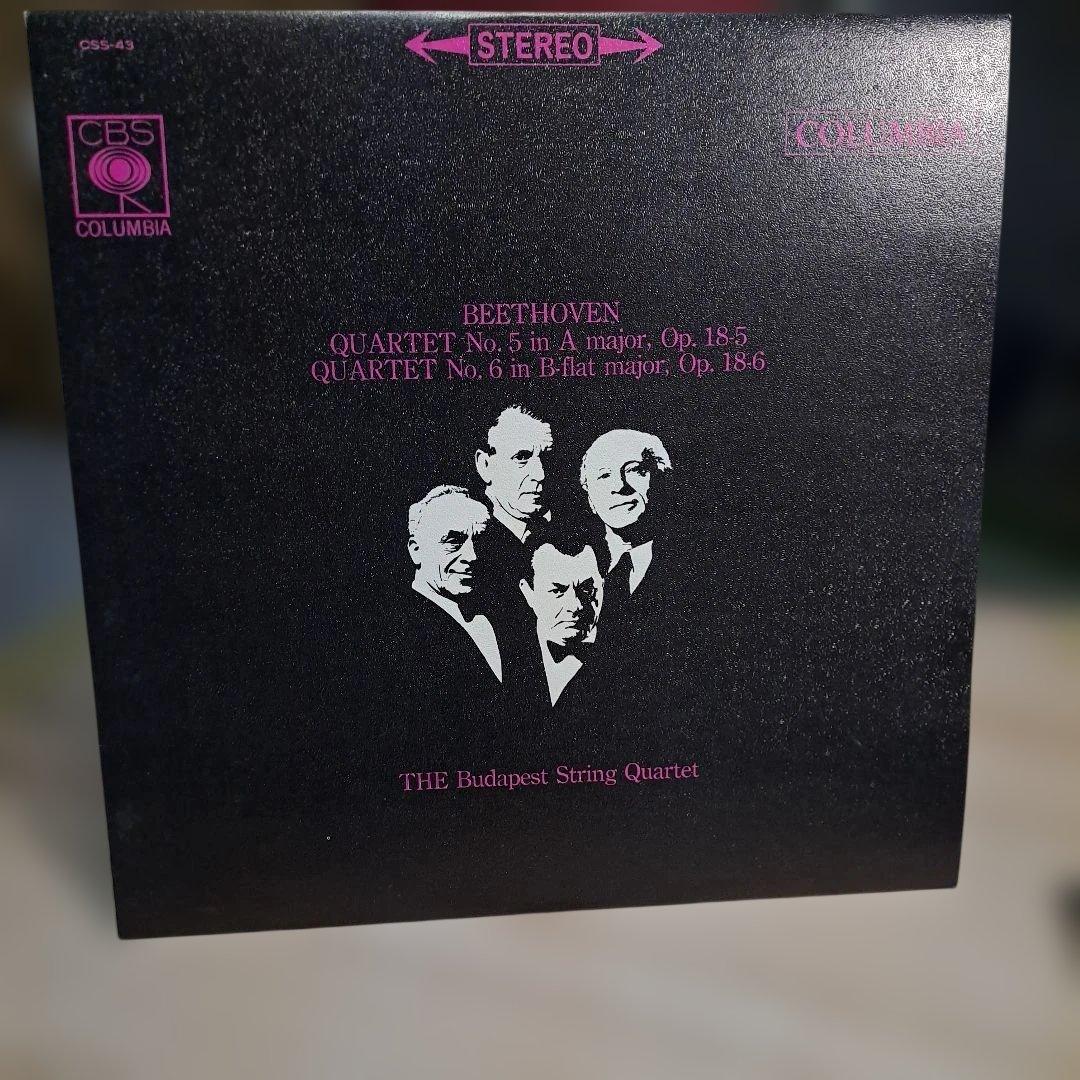 CSS-43
STEREO
CBS
COLUMBIA
COLUMBIA
BEETHOVEN
QUARTET No. 5 in A major, Op. 18-5
QUARTET No. 6 in B-flat major, Op. 18-6
THE Budapest String Quartet